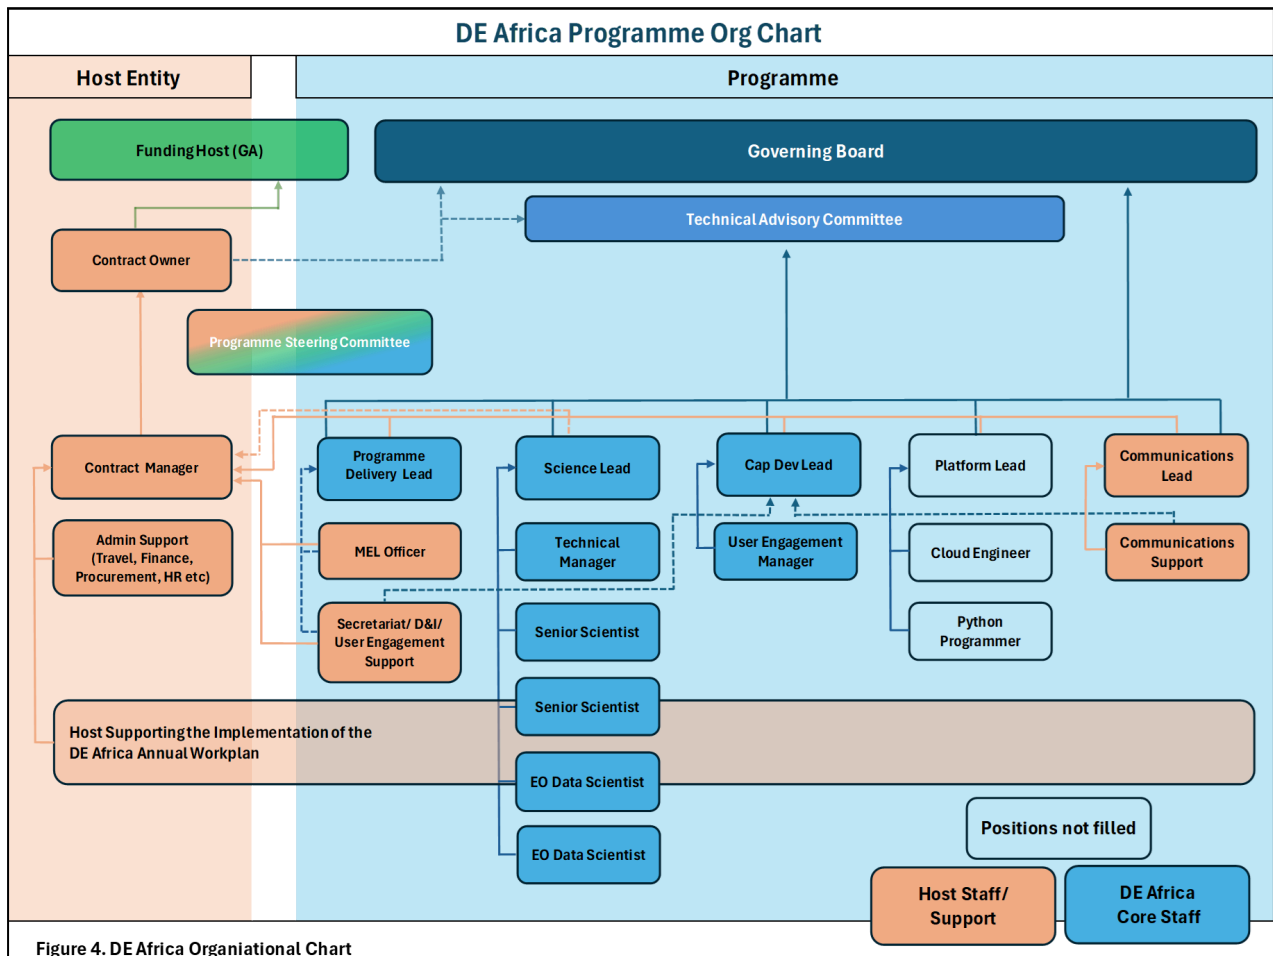 DE Africa Programme Org Chart
Host Entity
Programme
Funding Host (GA)
Governing Board
Technical Advisory Committee
Contract Owner
Programme Steering Committee
Contract Manager
Programme
Delivery Lead
Science Lead
Cap Dev Lead
Platform Lead
Communications
Lead
Admin Support
(Travel, Finance,
Procurement, HR etc)
MEL Officer
Technical
Manager
User Engagement
Manager
Cloud Engineer
Communications
Support
Secretariat/ D&I/
User Engagement
Support
Senior Scientist
Python
Programmer
Senior Scientist
Host Supporting the Implementation of the
DE Africa Annual Workplan
EO Data Scientist
EO Data Scientist
Positions not filled
Host Staff/
Support
DE Africa
Core Staff
Figure 4. DE Africa Organiational Chart